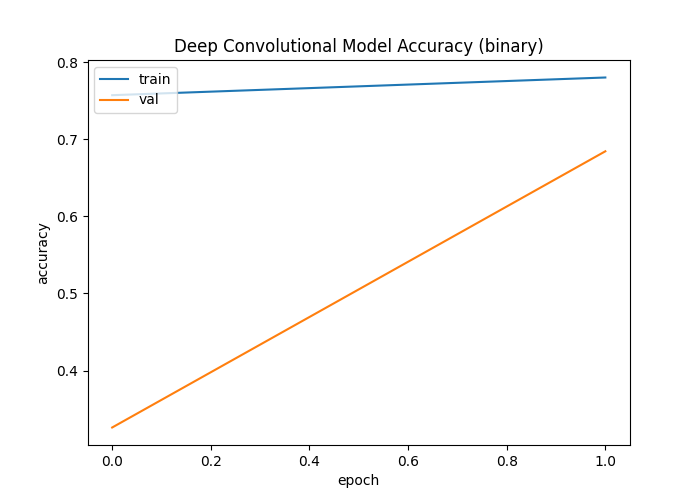 Deep Convolutional Model Accuracy (binary)
train
val
0.8
0.7
0.6
0.5
0.4
accuracy
0.0 0.2 0.4 0.6 0.8 1.0
epoch